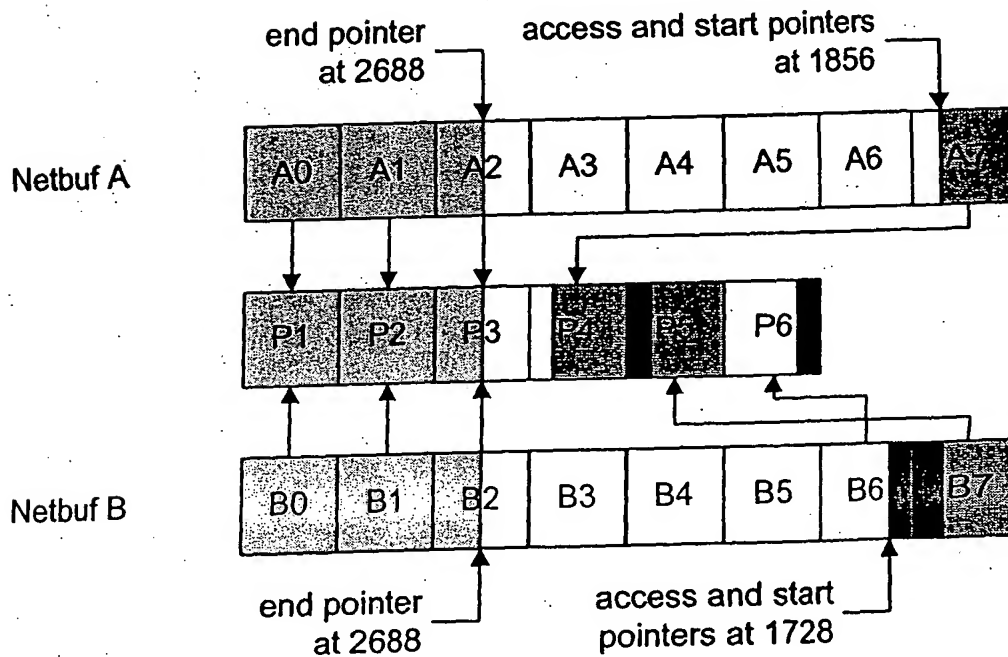 end pointer
at 2688
access and start pointers
at 1856
Netbuf A
A0 A1 A2 A3 A4 A5 A6 A7
P1 P2 P3 P4 P5 P6
Netbuf B
B0 B1 B2 B3 B4 B5 B6 B7
end pointer
at 2688
access and start
pointers at 1728